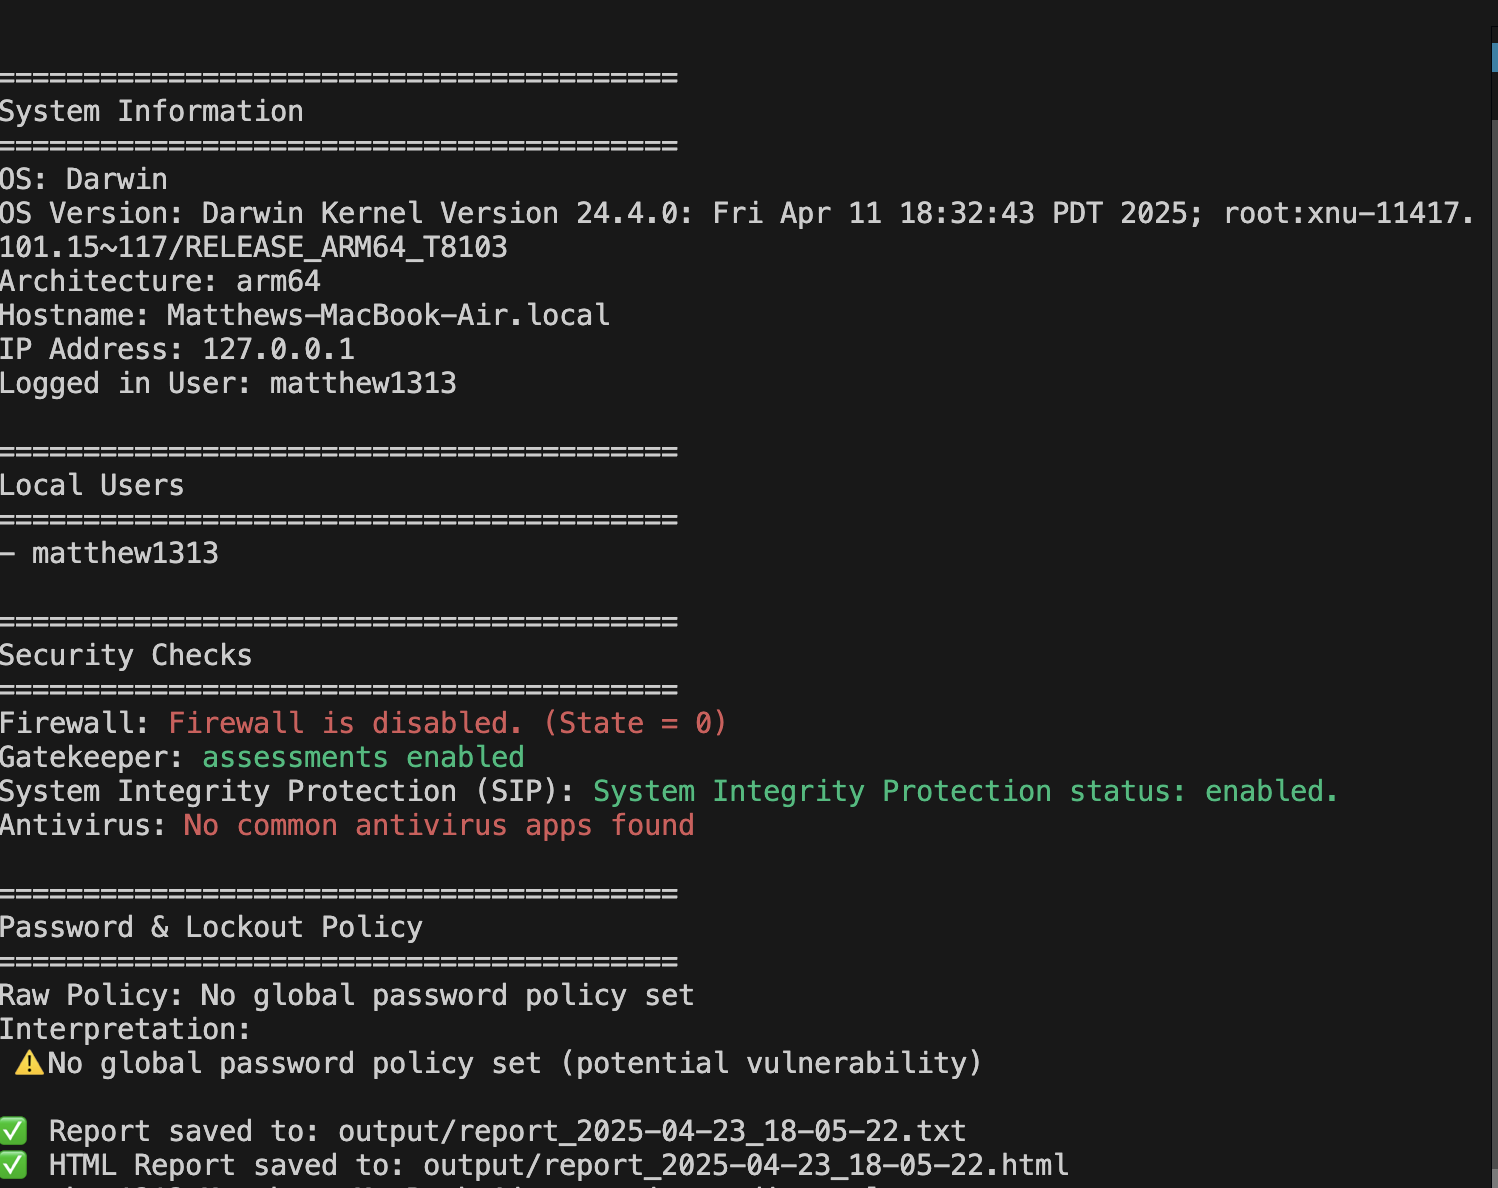 ========================================
System Information
========================================
OS: Darwin
OS Version: Darwin Kernel Version 24.4.0: Fri Apr 11 18:32:43 PDT 2025; root:xnu-11417.
101.15~117/RELEASE_ARM64_T8103
Architecture: arm64
Hostname: Matthews-MacBook-Air.local
IP Address: 127.0.0.1
Logged in User: matthew1313

========================================
Local Users
========================================
- matthew1313

========================================
Security Checks
========================================
Firewall: Firewall is disabled. (State = 0)
Gatekeeper: assessments enabled
System Integrity Protection (SIP): System Integrity Protection status: enabled.
Antivirus: No common antivirus apps found

========================================
Password & Lockout Policy
========================================
Raw Policy: No global password policy set
Interpretation:
⚠️No global password policy set (potential vulnerability)

✅ Report saved to: output/report_2025-04-23_18-05-22.txt
✅ HTML Report saved to: output/report_2025-04-23_18-05-22.html